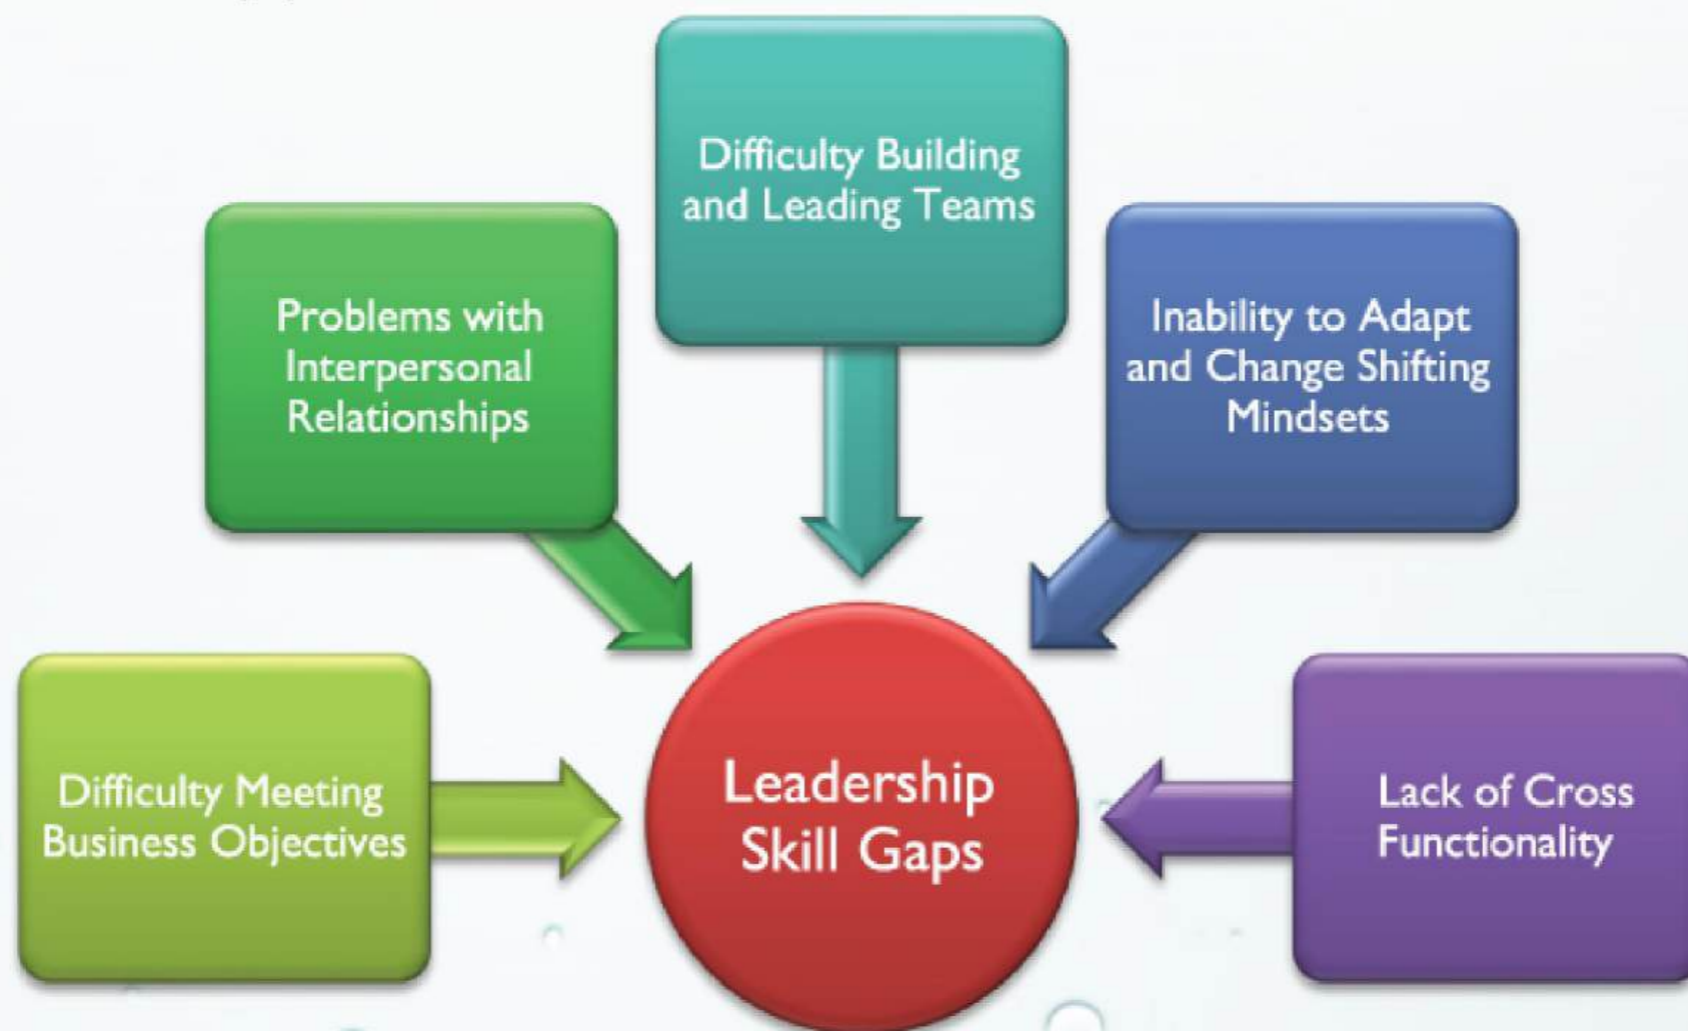 Difficulty Building
and Leading Teams
Problems with
Interpersonal
Relationships
Inability to Adapt
and Change Shifting
Mindsets
Difficulty Meeting
Business Objectives
Leadership
Skill Gaps
Lack of Cross
Functionality